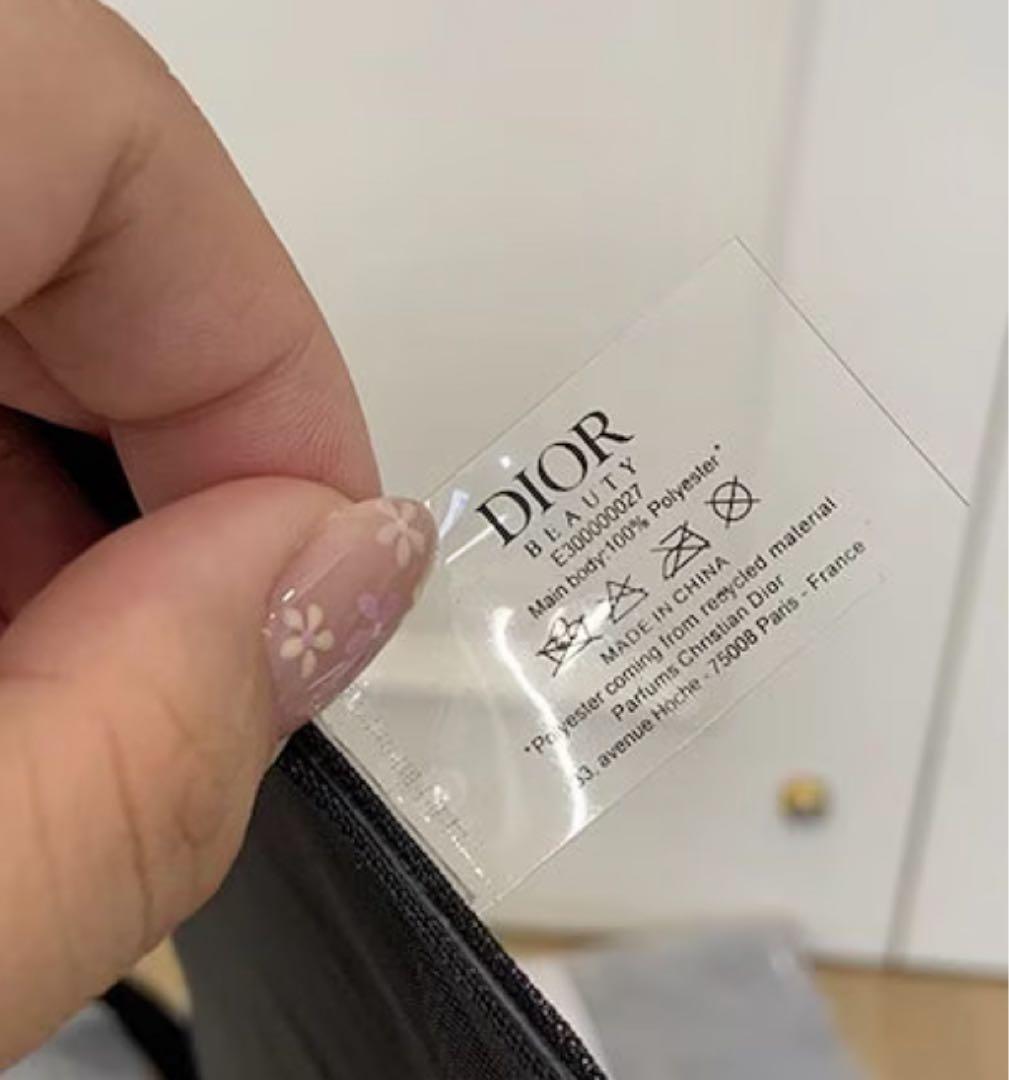 DIOR
BEAUTY
E300000027
Main body:100% Polyester*
MADE IN CHINA
*Polyester coming from recycled material
Parfums Christian Dior
33, avenue Hoche - 75008 Paris - France